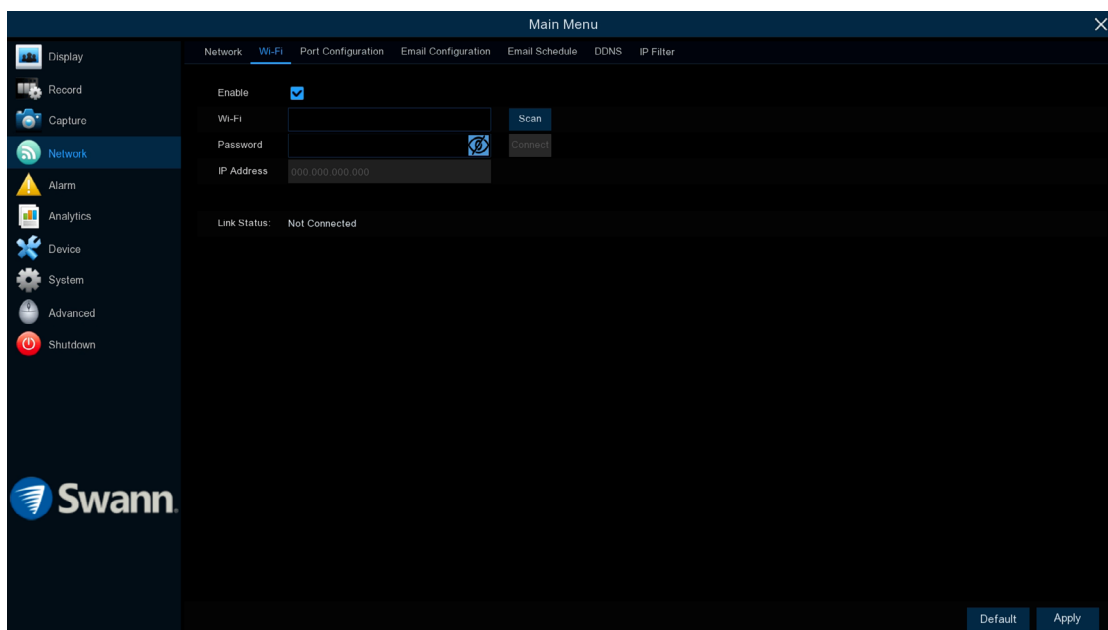 Main Menu
Display
Record
Capture
Network
Alarm
Analytics
Device
System
Advanced
Shutdown
Swann.
Network Wi-Fi Port Configuration Email Configuration Email Schedule DDNS IP Filter
Enable
Wi-Fi Scan
Password Connect
IP Address 000.000.000.000
Link Status: Not Connected
Default Apply